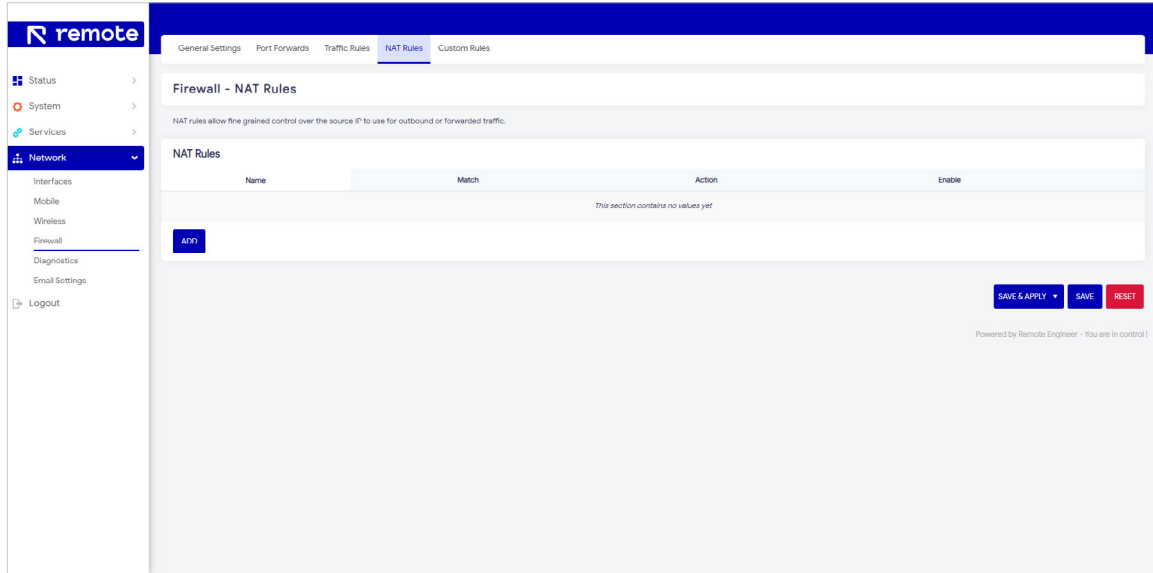 remote
General Settings Port Forwards Traffic Rules NAT Rules Custom Rules
Status
System
Services
Network
Interfaces
Mobile
Wireless
Firewall
Diagnostics
Email Settings
Logout
Firewall - NAT Rules
NAT rules allow fine grained control over the source IP to use for outbound or forwarded traffic.
NAT Rules
Name Match Action Enable
This section contains no values yet
ADD
SAVE & APPLY SAVE RESET
Powered by Remote Engineer - You are in control !